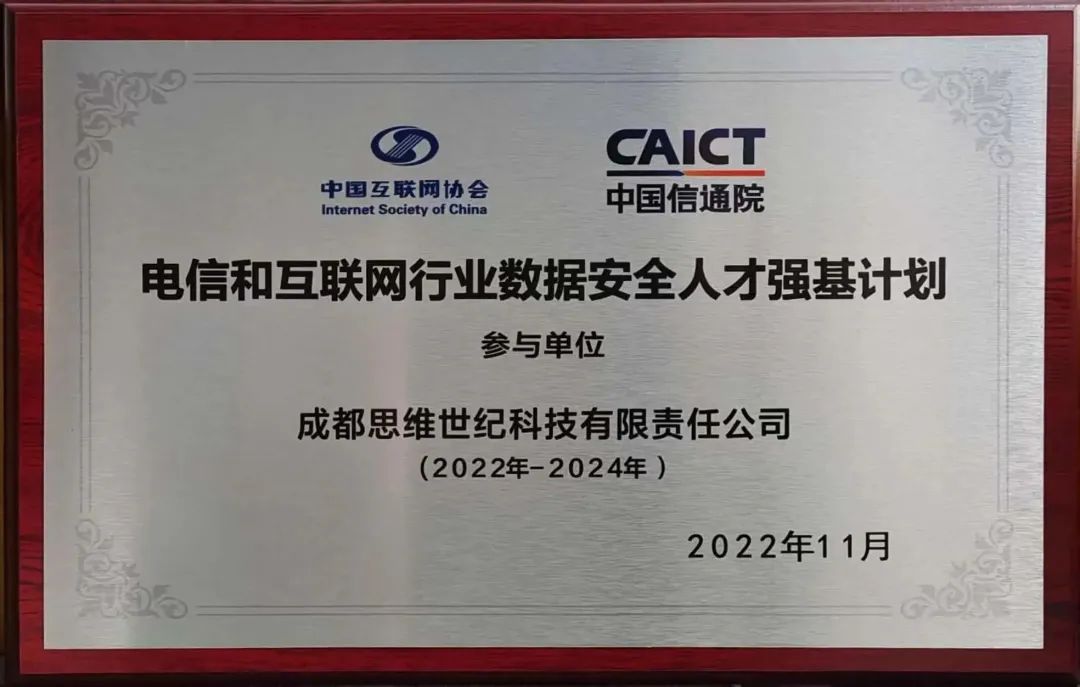 中国互联网协会
Internet Society of China
CAICT
中国信通院
电信和互联网行业数据安全人才强基计划
参与单位
成都思维世纪科技有限责任公司
（2022年-2024年）
2022年11月